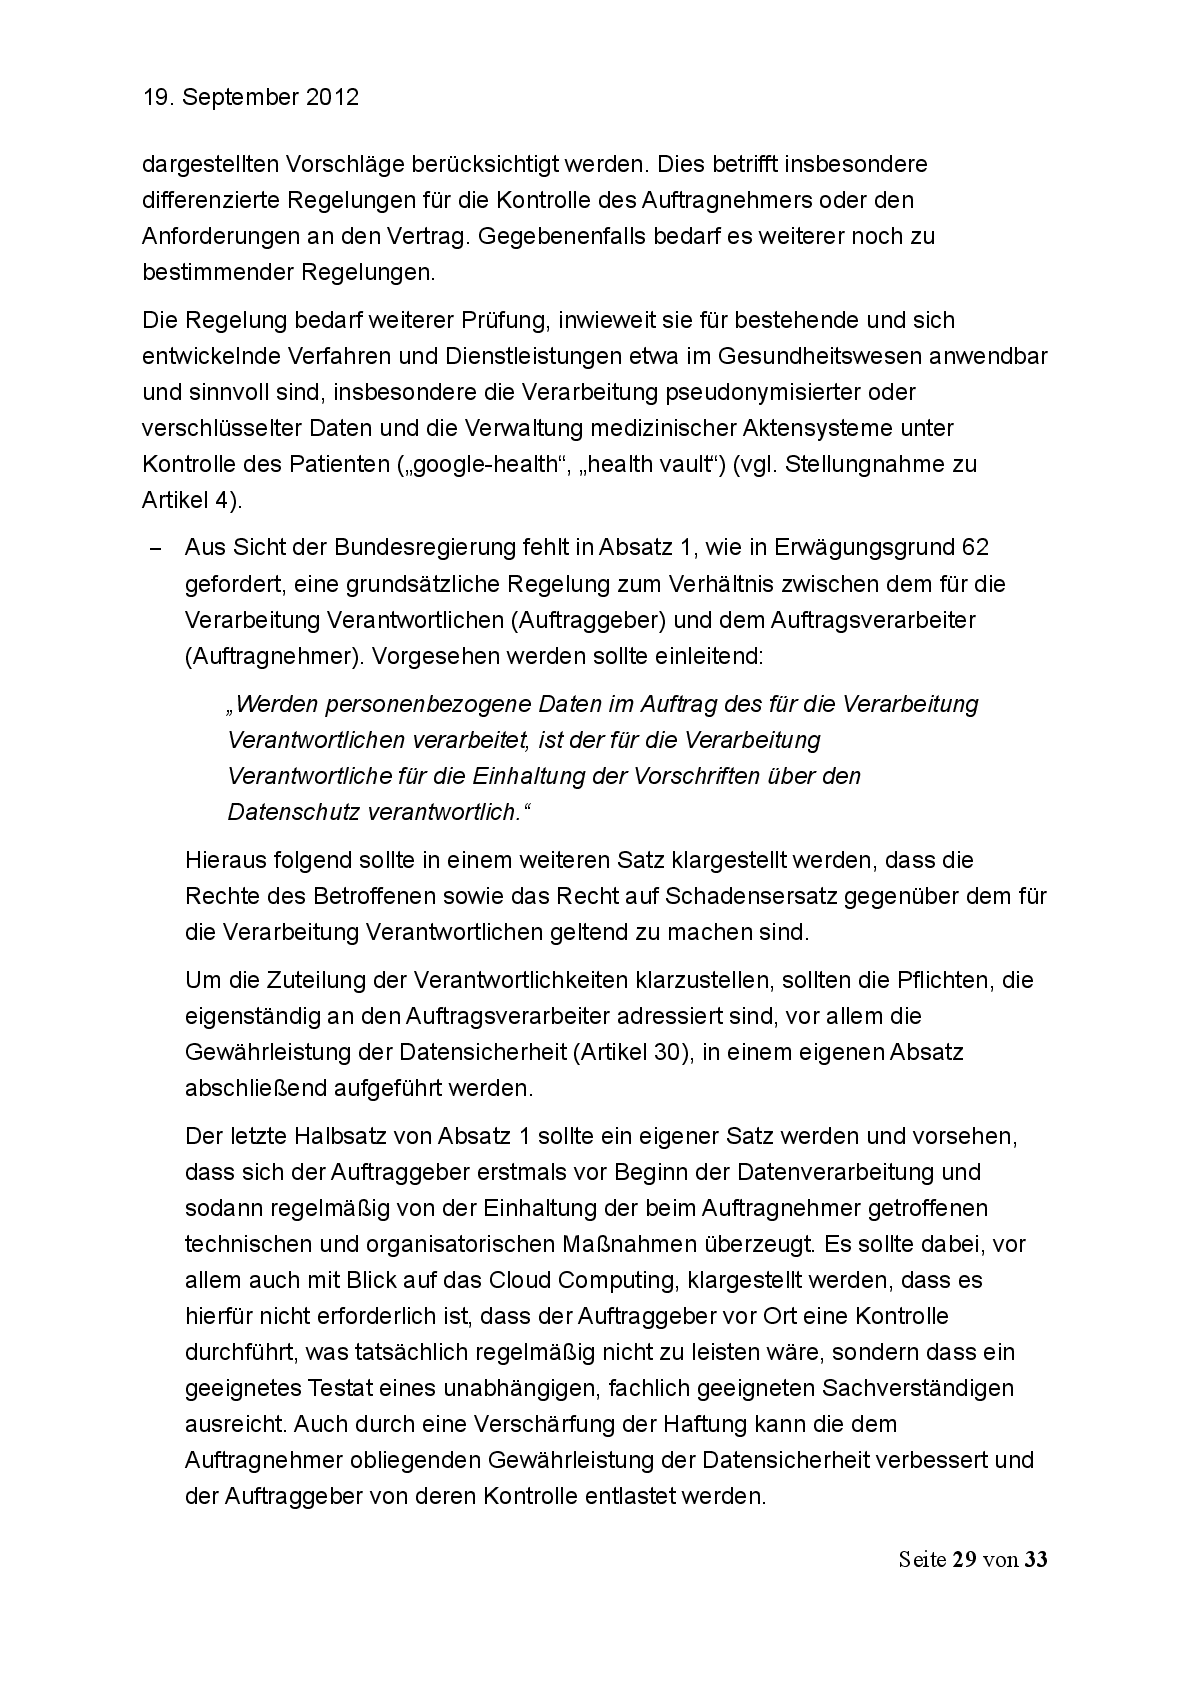 19. September 2012
dargestellten Vorschläge berücksichtigt werden. Dies betrifft insbesondere
differenzierte Regelungen für die Kontrolle des Auftragnehmers oder den
Anforderungen an den Vertrag. Gegebenenfalls bedarf es weiterer noch zu
bestimmender Regelungen.
Die Regelung bedarf weiterer Prüfung, inwieweit sie für bestehende und sich
entwickelnde Verfahren und Dienstleistungen etwa im Gesundheitswesen anwendbar
und sinnvoll sind, insbesondere die Verarbeitung pseudonymisierter oder
verschlüsselter Daten und die Verwaltung medizinischer Aktensysteme unter
Kontrolle des Patienten („google-health“, „health vault“) (vgl. Stellungnahme zu
Artikel 4).
– Aus Sicht der Bundesregierung fehlt in Absatz 1, wie in Erwägungsgrund 62
gefordert, eine grundsätzliche Regelung zum Verhältnis zwischen dem für die
Verarbeitung Verantwortlichen (Auftraggeber) und dem Auftragsverarbeiter
(Auftragnehmer). Vorgesehen werden sollte einleitend:
„Werden personenbezogene Daten im Auftrag des für die Verarbeitung
Verantwortlichen verarbeitet, ist der für die Verarbeitung
Verantwortliche für die Einhaltung der Vorschriften über den
Datenschutz verantwortlich.“
Hieraus folgend sollte in einem weiteren Satz klargestellt werden, dass die
Rechte des Betroffenen sowie das Recht auf Schadensersatz gegenüber dem für
die Verarbeitung Verantwortlichen geltend zu machen sind.
Um die Zuteilung der Verantwortlichkeiten klarzustellen, sollten die Pflichten, die
eigenständig an den Auftragsverarbeiter adressiert sind, vor allem die
Gewährleistung der Datensicherheit (Artikel 30), in einem eigenen Absatz
abschließend aufgeführt werden.
Der letzte Halbsatz von Absatz 1 sollte ein eigener Satz werden und vorsehen,
dass sich der Auftraggeber erstmals vor Beginn der Datenverarbeitung und
sodann regelmäßig von der Einhaltung der beim Auftragnehmer getroffenen
technischen und organisatorischen Maßnahmen überzeugt. Es sollte dabei, vor
allem auch mit Blick auf das Cloud Computing, klargestellt werden, dass es
hierfür nicht erforderlich ist, dass der Auftraggeber vor Ort eine Kontrolle
durchführt, was tatsächlich regelmäßig nicht zu leisten wäre, sondern dass ein
geeignetes Testat eines unabhängigen, fachlich geeigneten Sachverständigen
ausreicht. Auch durch eine Verschärfung der Haftung kann die dem
Auftragnehmer obliegenden Gewährleistung der Datensicherheit verbessert und
der Auftraggeber von deren Kontrolle entlastet werden.
Seite 29 von 33